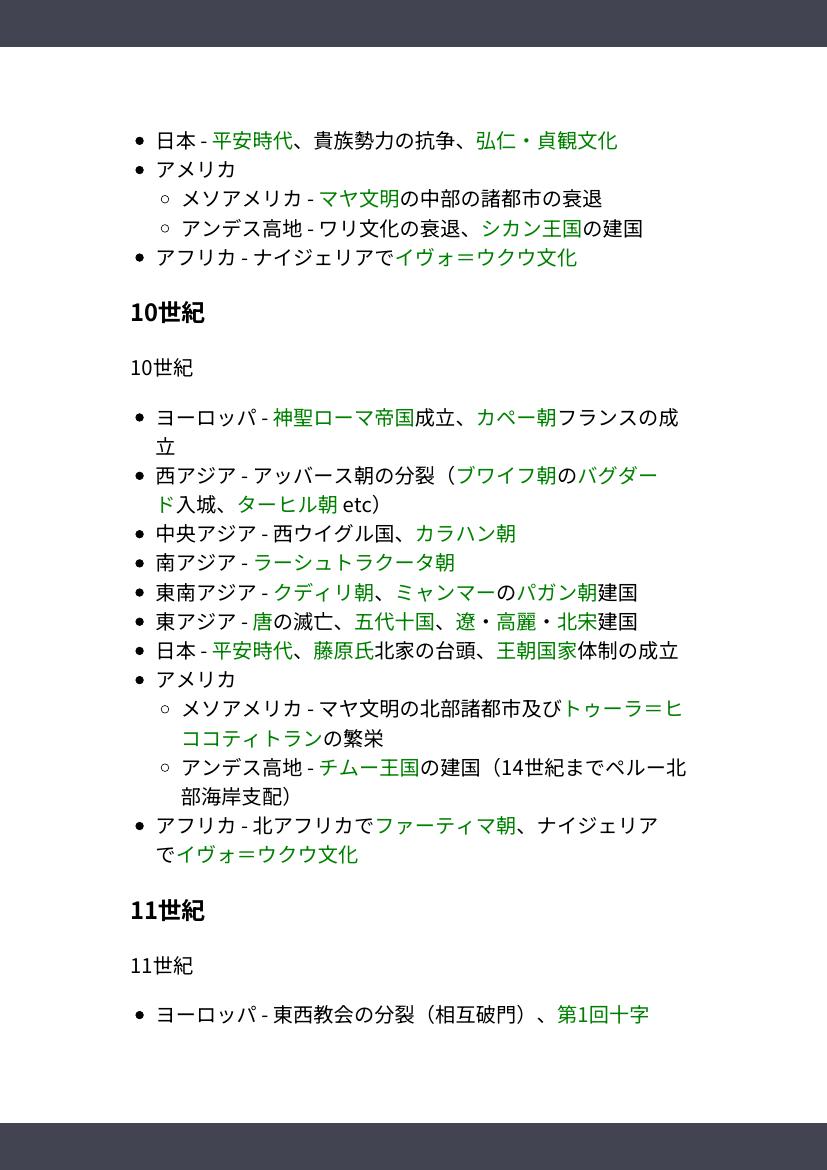 日本 - 平安時代、貴族勢力の抗争、弘仁・貞観文化
アメリカ
メソアメリカ - マヤ文明の中部の諸都市の衰退
アンデス高地 - ワリ文化の衰退、シカン王国の建国
アフリカ - ナイジェリアでイヴォ＝ウクウ文化
10世紀
10世紀
ヨーロッパ - 神聖ローマ帝国成立、カペー朝フランスの成
立
西アジア - アッバース朝の分裂（ブワイフ朝のバグダー
ド入城、ターヒル朝 etc）
中央アジア - 西ウイグル国、カラハン朝
南アジア - ラーシュトラクータ朝
東南アジア - クディリ朝、ミャンマーのパガン朝建国
東アジア - 唐の滅亡、五代十国、遼・高麗・北宋建国
日本 - 平安時代、藤原氏北家の台頭、王朝国家体制の成立
アメリカ
メソアメリカ - マヤ文明の北部諸都市及びトゥーラ＝ヒ
ココティトランの繁栄
アンデス高地 - チムー王国の建国（14世紀までペルー北
部海岸支配）
アフリカ - 北アフリカでファーティマ朝、ナイジェリア
でイヴォ＝ウクウ文化
11世紀
11世紀
ヨーロッパ - 東西教会の分裂（相互破門）、第1回十字